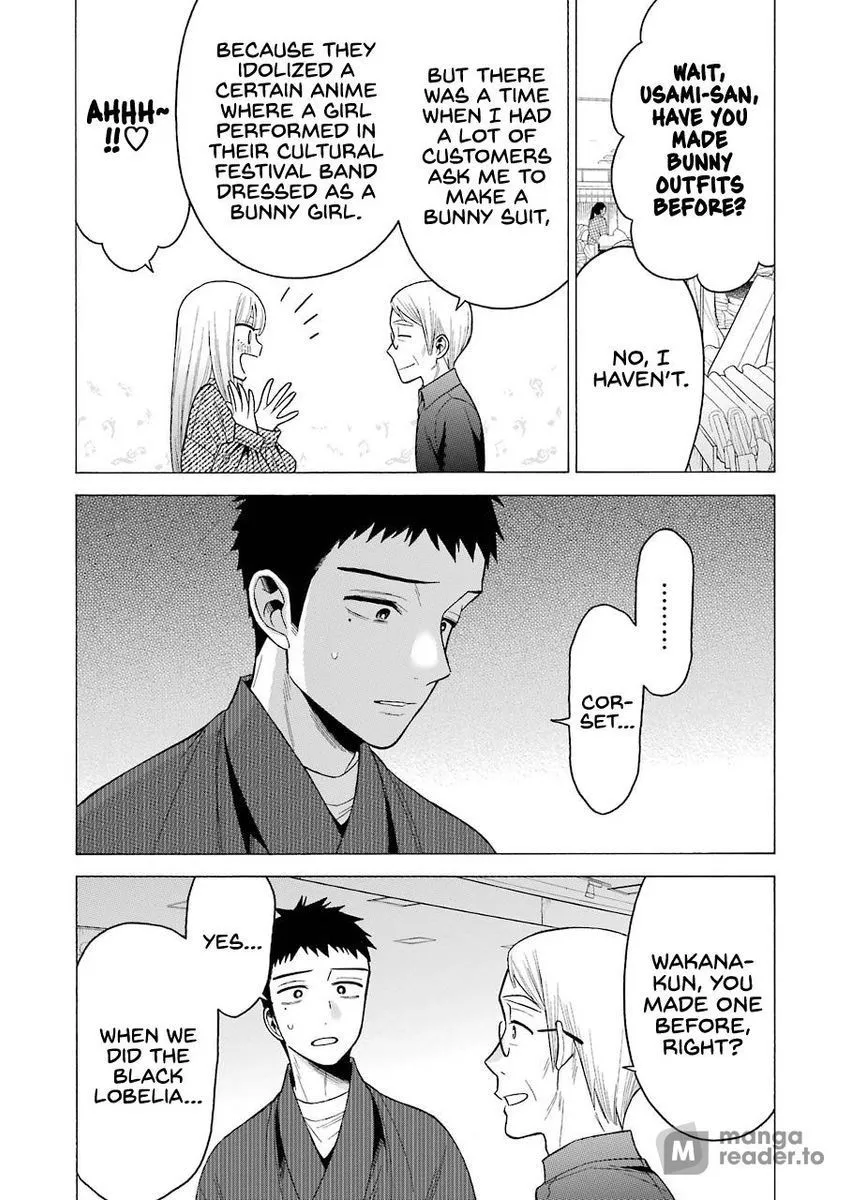 WAIT,
USAMI-SAN,
HAVE YOU
MADE
BUNNY
OUTFITS
BEFORE?
NO, I
HAVEN'T.
BUT THERE
WAS A TIME
WHEN I HAD
A LOT OF
CUSTOMERS
ASK ME TO
MAKE A
BUNNY SUIT,
BECAUSE THEY
IDOLIZED A
CERTAIN ANIME
WHERE A GIRL
PERFORMED IN
THEIR CULTURAL
FESTIVAL BAND
DRESSED AS A
BUNNY GIRL.
AHHH~
!!♡
.........
COR-
SET...
WAKANA-
KUN, YOU
MADE ONE
BEFORE,
RIGHT?
YES...
WHEN WE
DID THE
BLACK
LOBELIA...
M manga
reader.to